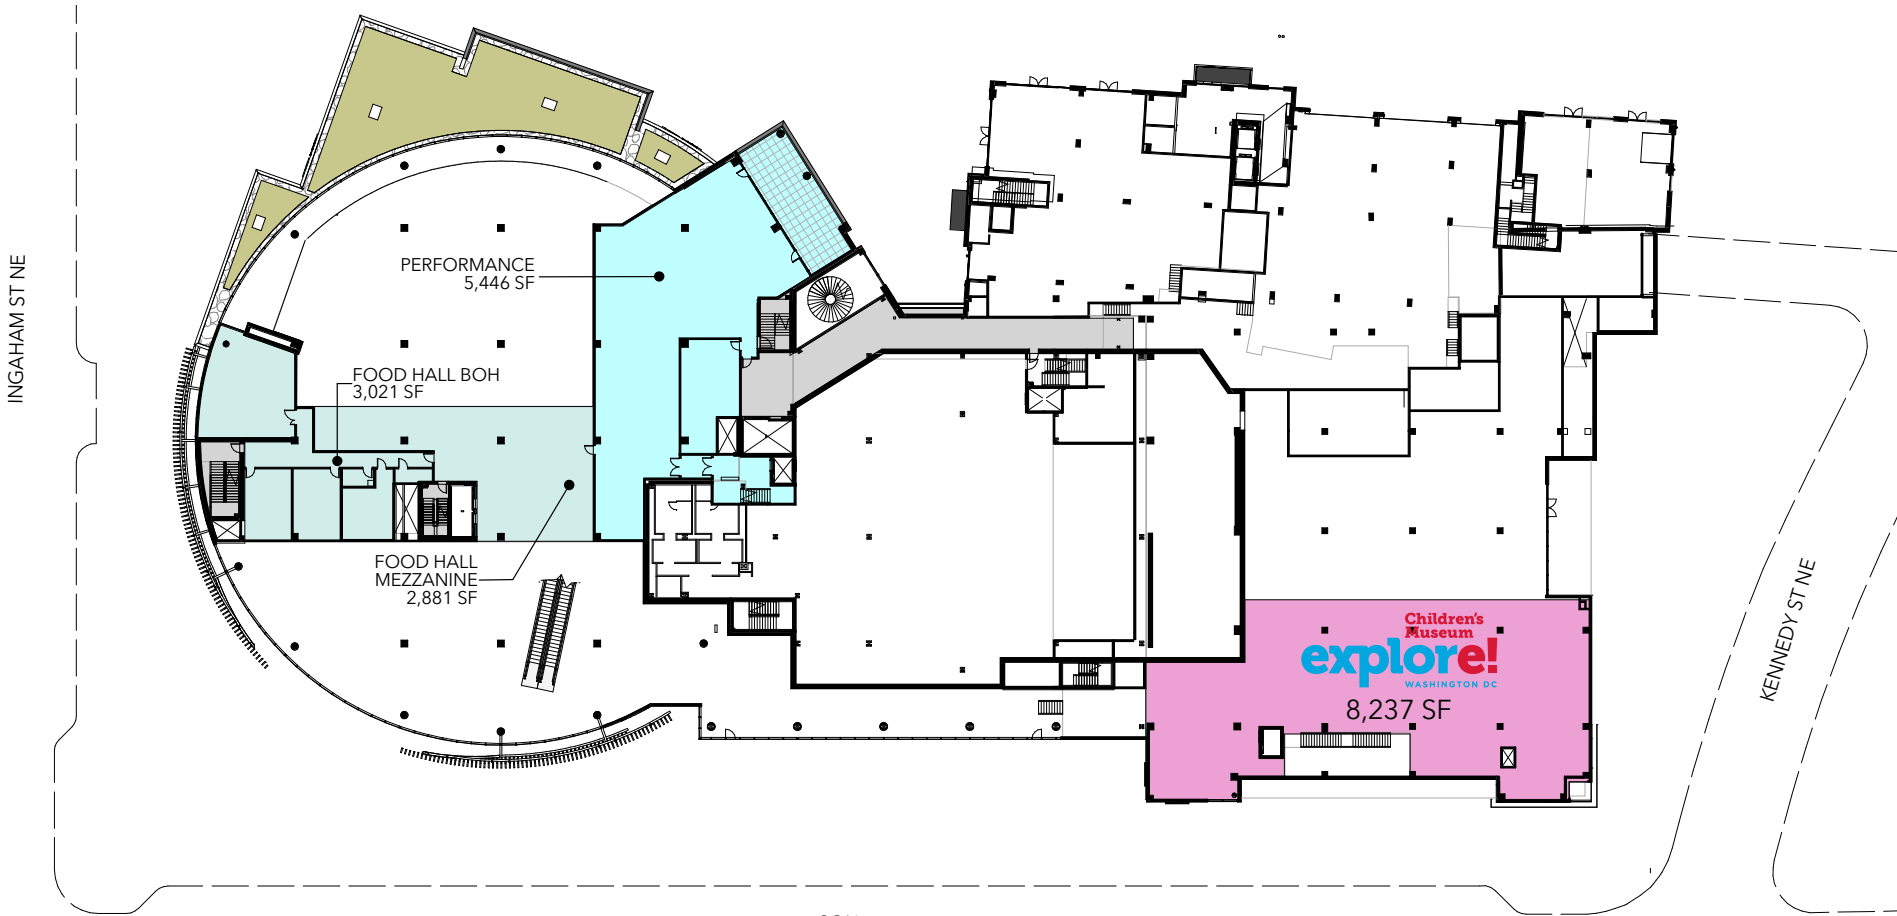 INGAHAM ST NE
PERFORMANCE
5,446 SF
FOOD HALL BOH
3,021 SF
FOOD HALL
MEZZANINE
2,881 SF
Children's
Museum
explore!
WASHINGTON DC
8,237 SF
KENNEDY ST NE